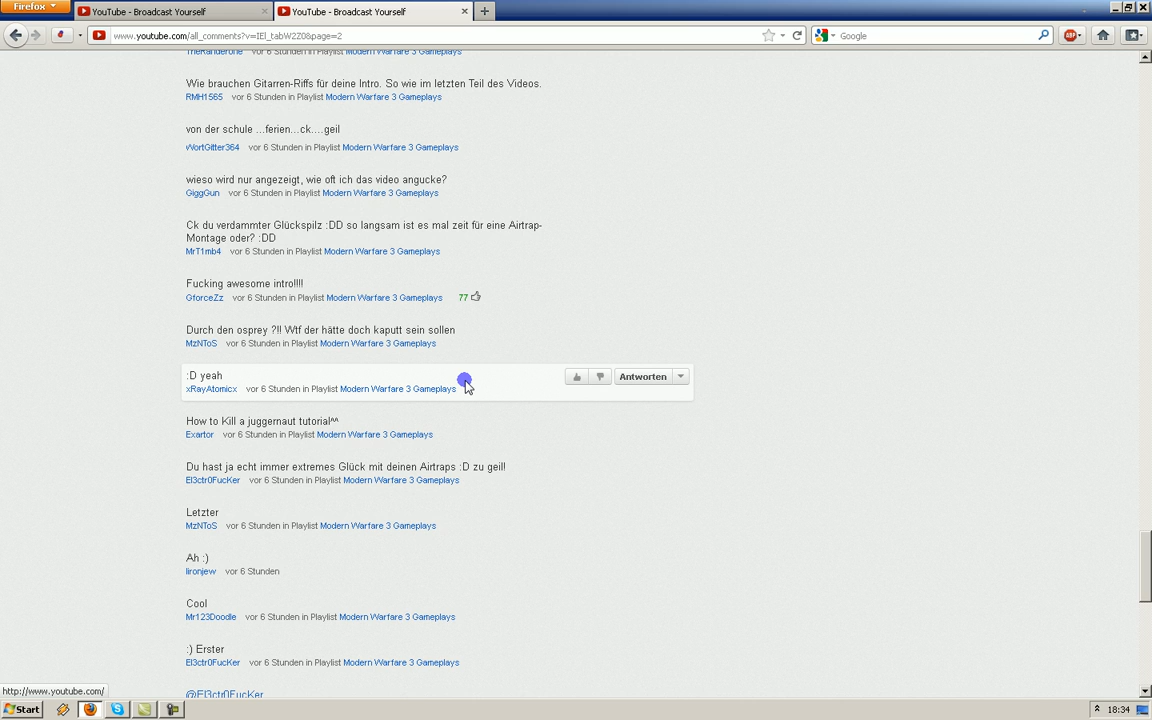 Firefox
YouTube - Broadcast Yourself
YouTube - Broadcast Yourself
www.youtube.com/all_comments?v=IEl_tabW2Z0&page=2
Google
ABP
TheRanderone vor 6 Stunden in Playlist Modern Warfare 3 Gameplays
Wie brauchen Gitarren-Riffs für deine Intro. So wie im letzten Teil des Videos.
RMH1565 vor 6 Stunden in Playlist Modern Warfare 3 Gameplays
von der schule ...ferien...ck....geil
WortGitter364 vor 6 Stunden in Playlist Modern Warfare 3 Gameplays
wieso wird nur angezeigt, wie oft ich das video angucke?
GiggGun vor 6 Stunden in Playlist Modern Warfare 3 Gameplays
Ck du verdammter Glückspilz :DD so langsam ist es mal zeit für eine Airtrap-
Montage oder? :DD
MrT1mb4 vor 6 Stunden in Playlist Modern Warfare 3 Gameplays
Fucking awesome intro!!!!
GforceZz vor 6 Stunden in Playlist Modern Warfare 3 Gameplays 77
Durch den osprey ?!! Wtf der hätte doch kaputt sein sollen
MzNToS vor 6 Stunden in Playlist Modern Warfare 3 Gameplays
:D yeah
xRayAtomicx vor 6 Stunden in Playlist Modern Warfare 3 Gameplays
Antworten
How to Kill a juggernaut tutorial^^
Exartor vor 6 Stunden in Playlist Modern Warfare 3 Gameplays
Du hast ja echt immer extremes Glück mit deinen Airtraps :D zu geil!
El3ctr0FucKer vor 6 Stunden in Playlist Modern Warfare 3 Gameplays
Letzter
MzNToS vor 6 Stunden in Playlist Modern Warfare 3 Gameplays
Ah :)
lironjew vor 6 Stunden
Cool
Mr123Doodle vor 6 Stunden in Playlist Modern Warfare 3 Gameplays
:) Erster
El3ctr0FucKer vor 6 Stunden in Playlist Modern Warfare 3 Gameplays
@El3ctr0FucKer
http://www.youtube.com/
Start
18:34